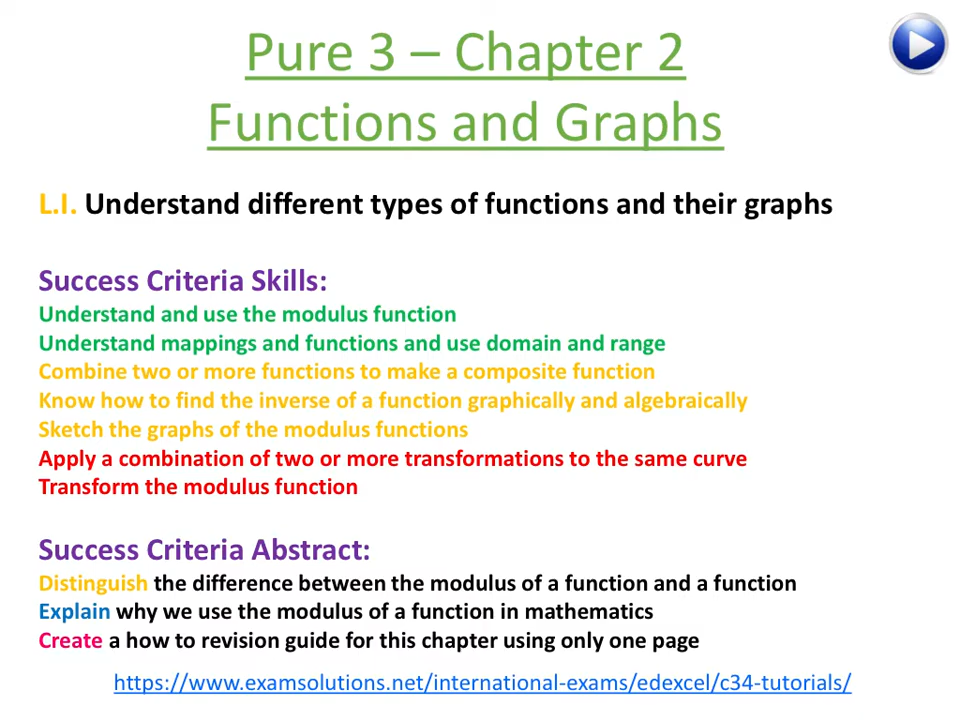 Pure 3 – Chapter 2
Functions and Graphs
L.I. Understand different types of functions and their graphs
Success Criteria Skills:
Understand and use the modulus function
Understand mappings and functions and use domain and range
Combine two or more functions to make a composite function
Know how to find the inverse of a function graphically and algebraically
Sketch the graphs of the modulus functions
Apply a combination of two or more transformations to the same curve
Transform the modulus function
Success Criteria Abstract:
Distinguish the difference between the modulus of a function and a function
Explain why we use the modulus of a function in mathematics
Create a how to revision guide for this chapter using only one page
https://www.examsolutions.net/international-exams/edexcel/c34-tutorials/